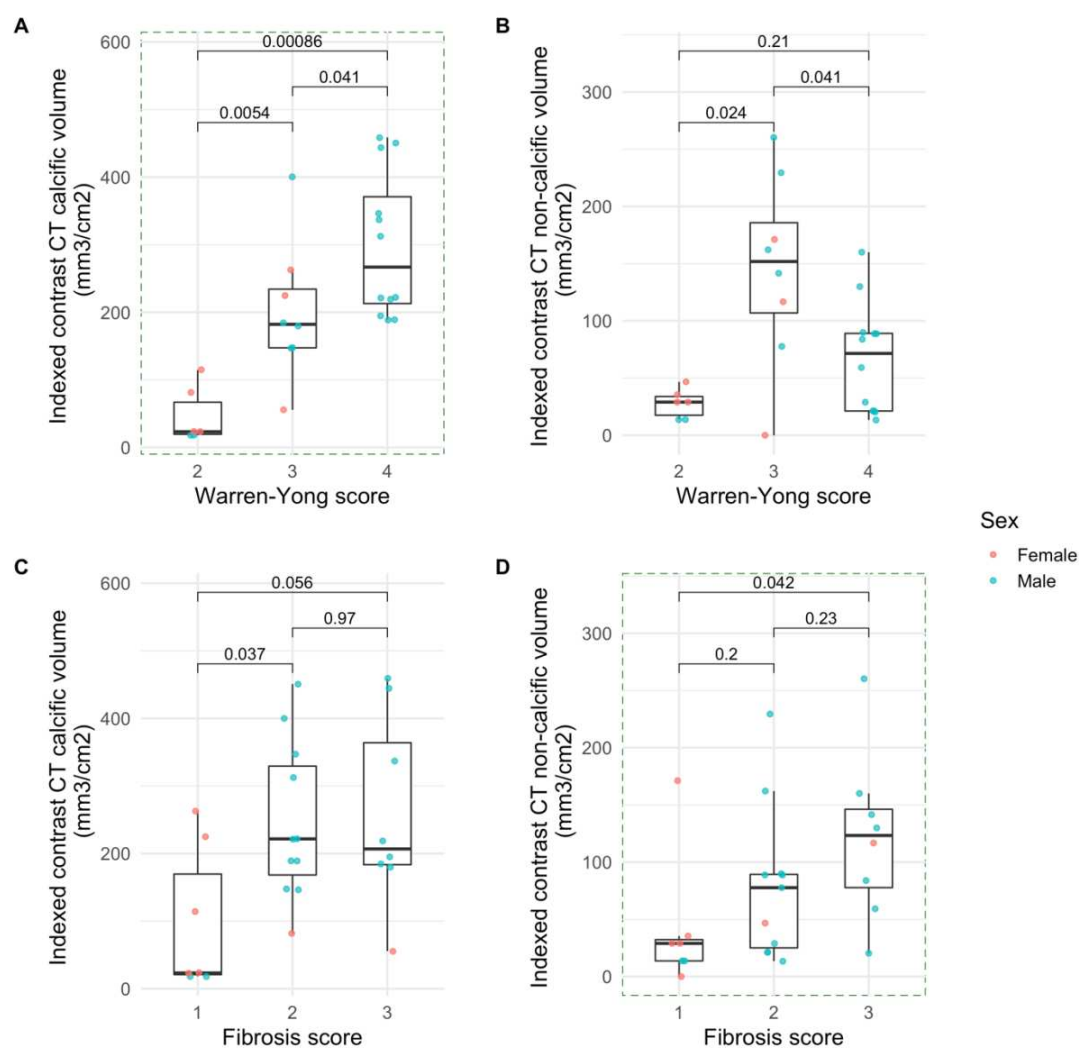 A
600
400
200
0
Indexed contrast CT calcific volume
(mm3/cm2)
0.00086
0.041
0.0054
2 3 4
Warren-Yong score
B
300
200
100
0
Indexed contrast CT non-calcific volume
(mm3/cm2)
0.21
0.041
0.024
2 3 4
Warren-Yong score
Sex
Female
Male
C
600
400
200
0
Indexed contrast CT calcific volume
(mm3/cm2)
0.056
0.97
0.037
1 2 3
Fibrosis score
D
300
200
100
0
Indexed contrast CT non-calcific volume
(mm3/cm2)
0.042
0.23
0.2
1 2 3
Fibrosis score